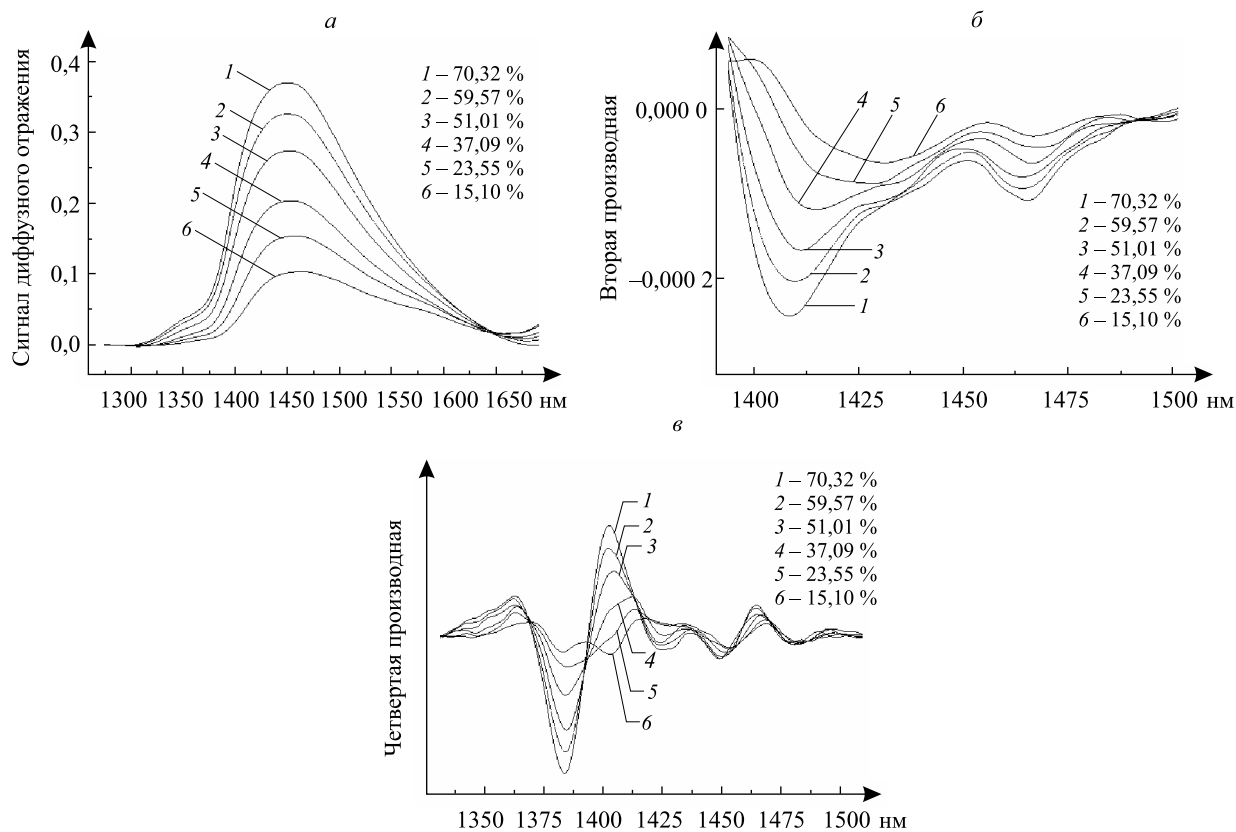 а
Сигнал диффузного отражения
0,4
0,3
0,2
0,1
0,0
1
2
3
4
5
6
1 – 70,32 %
2 – 59,57 %
3 – 51,01 %
4 – 37,09 %
5 – 23,55 %
6 – 15,10 %
1300 1350 1400 1450 1500 1550 1600 1650 нм
б
Вторая производная
0,000 0
–0,000 2
4 5 6
3
2
1
1 – 70,32 %
2 – 59,57 %
3 – 51,01 %
4 – 37,09 %
5 – 23,55 %
6 – 15,10 %
1400 1425 1450 1475 1500 нм
в
Четвертая производная
1
2
3
4
5
6
1 – 70,32 %
2 – 59,57 %
3 – 51,01 %
4 – 37,09 %
5 – 23,55 %
6 – 15,10 %
1350 1375 1400 1425 1450 1475 1500 нм